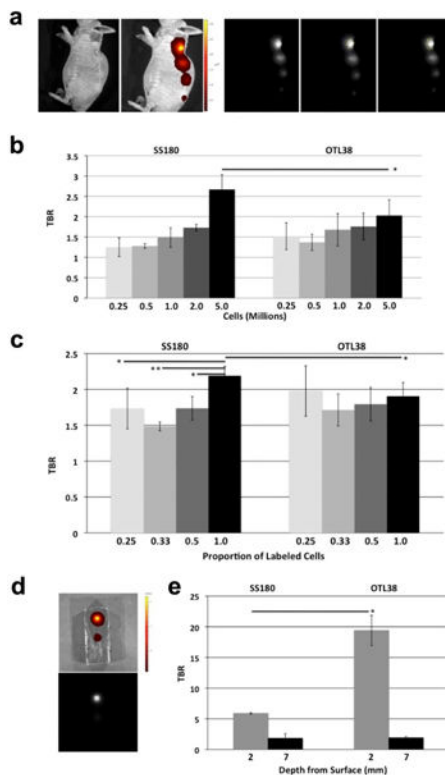 a
b
SS180 OTL38
3.5
3
2.5
2
1.5
1
0.5
0
TBR
*
0.25 0.5 1.0 2.0 5.0 0.25 0.5 1.0 2.0 5.0
Cells (Millions)
c
SS180 OTL38
2.5
2
1.5
1
0.5
0
TBR
* ** * *
0.25 0.33 0.5 1.0 0.25 0.33 0.5 1.0
Proportion of Labeled Cells
d
e
SS180 OTL38
25
20
15
10
5
0
TBR
*
2 7 2 7
Depth from Surface (mm)